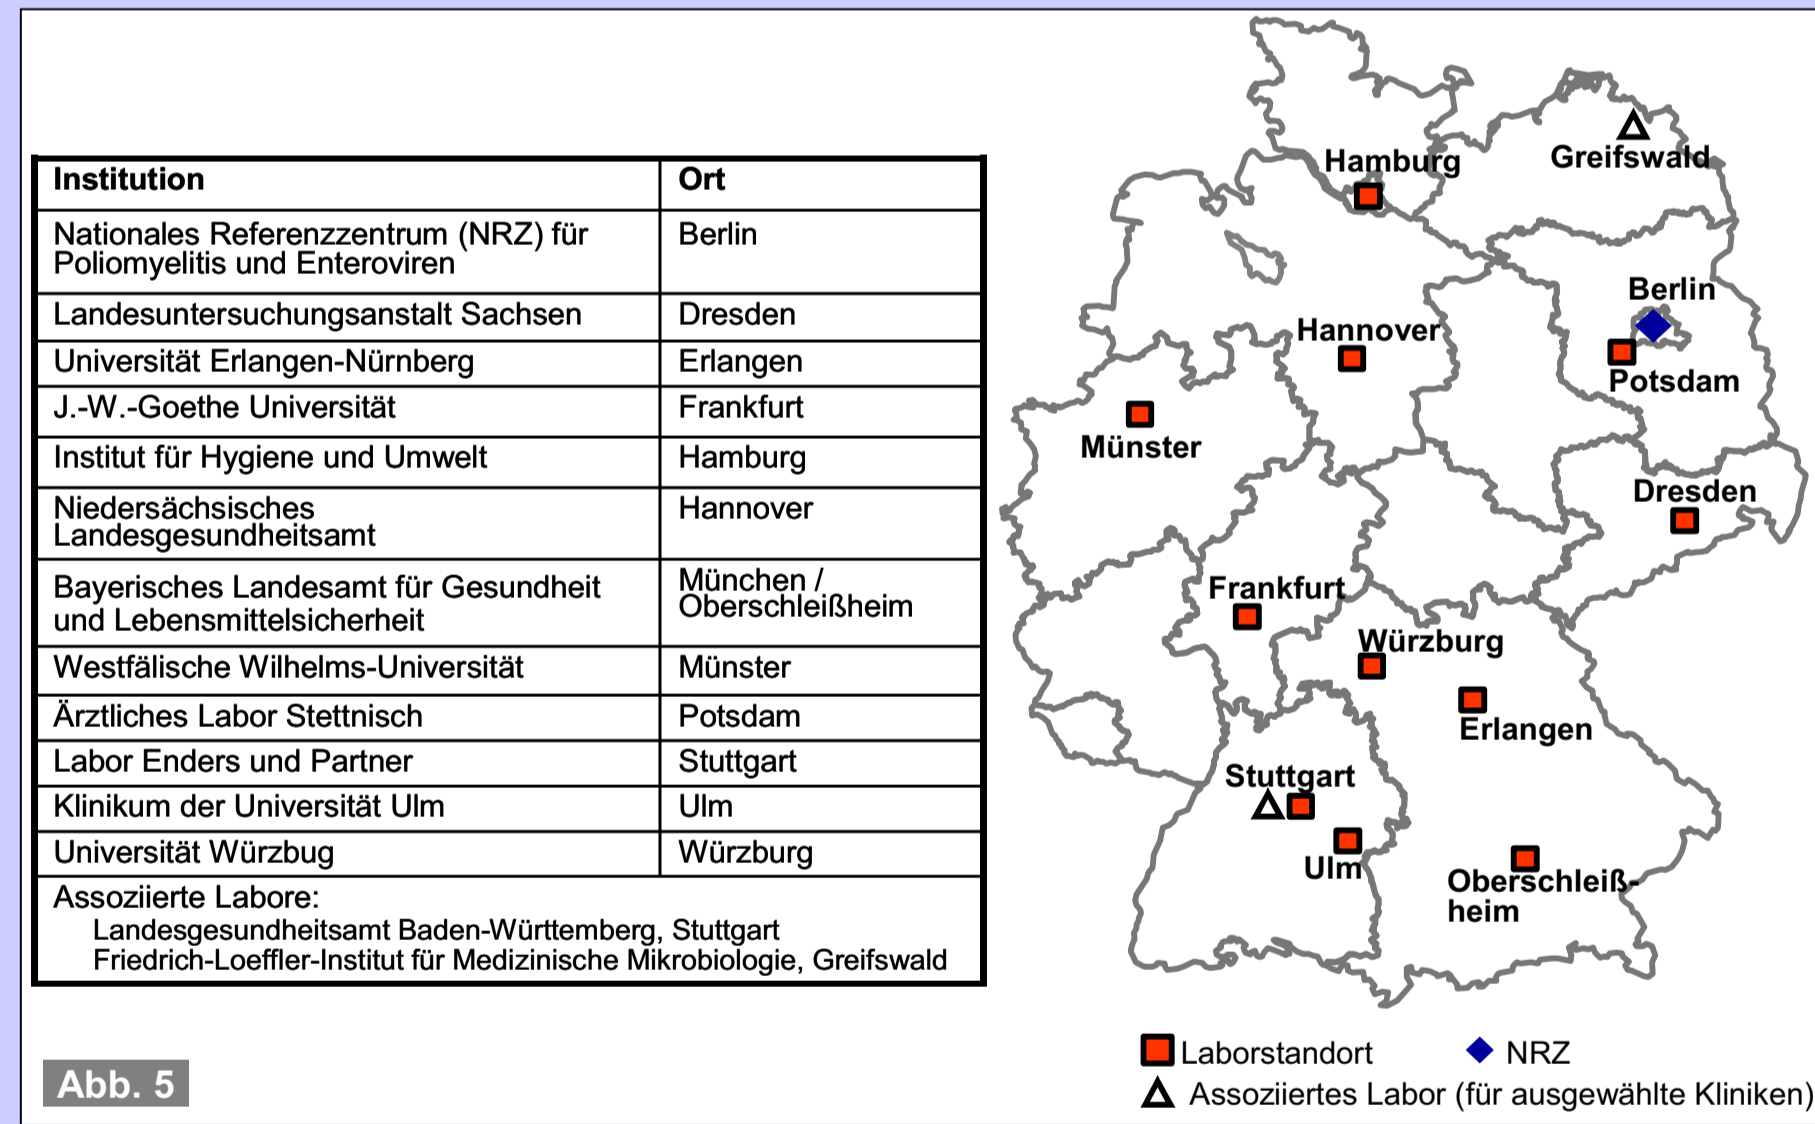 Institution Ort
Nationales Referenzzentrum (NRZ) für Berlin
Poliomyelitis und Enteroviren
Landesuntersuchungsanstalt Sachsen Dresden
Universität Erlangen-Nürnberg Erlangen
J.-W.-Goethe Universität Frankfurt
Institut für Hygiene und Umwelt Hamburg
Niedersächsisches Hannover
Landesgesundheitsamt
Bayerisches Landesamt für Gesundheit München /
und Lebensmittelsicherheit Oberschleißheim
Westfälische Wilhelms-Universität Münster
Ärztliches Labor Stettnisch Potsdam
Labor Enders und Partner Stuttgart
Klinikum der Universität Ulm Ulm
Universität Würzbug Würzburg
Assoziierte Labore:
Landesgesundheitsamt Baden-Württemberg, Stuttgart
Friedrich-Loeffler-Institut für Medizinische Mikrobiologie, Greifswald
Abb. 5
Greifswald
Hamburg
Berlin
Hannover
Potsdam
Münster
Dresden
Frankfurt
Würzburg
Erlangen
Stuttgart
Ulm
Oberschleiß-
heim
Laborstandort NRZ
Assoziiertes Labor (für ausgewählte Kliniken)